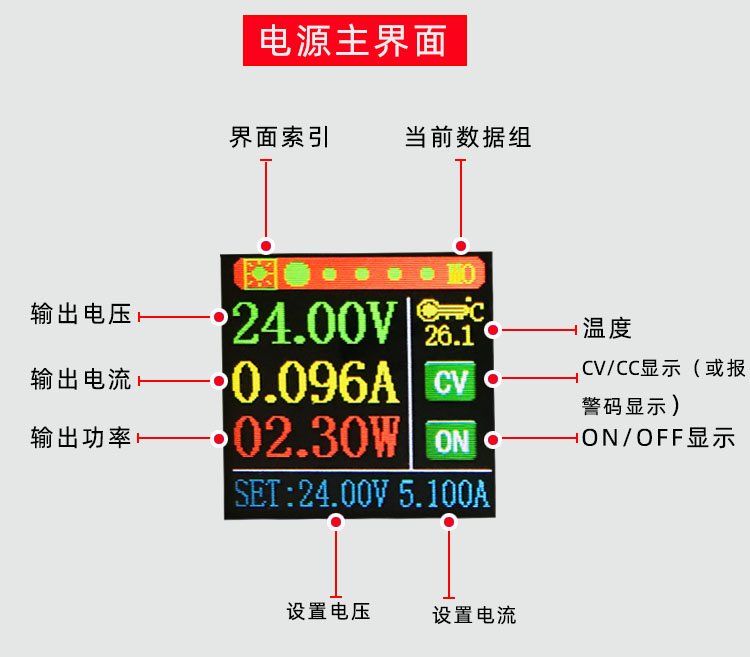 电源主界面
界面索引
当前数据组
M0
输出电压
24.00V
℃
26.1
温度
输出电流
0.096A
CV
CV/CC显示（或报
警码显示）
输出功率
02.30W
ON
ON/OFF显示
SET:24.00V 5.100A
设置电压
设置电流